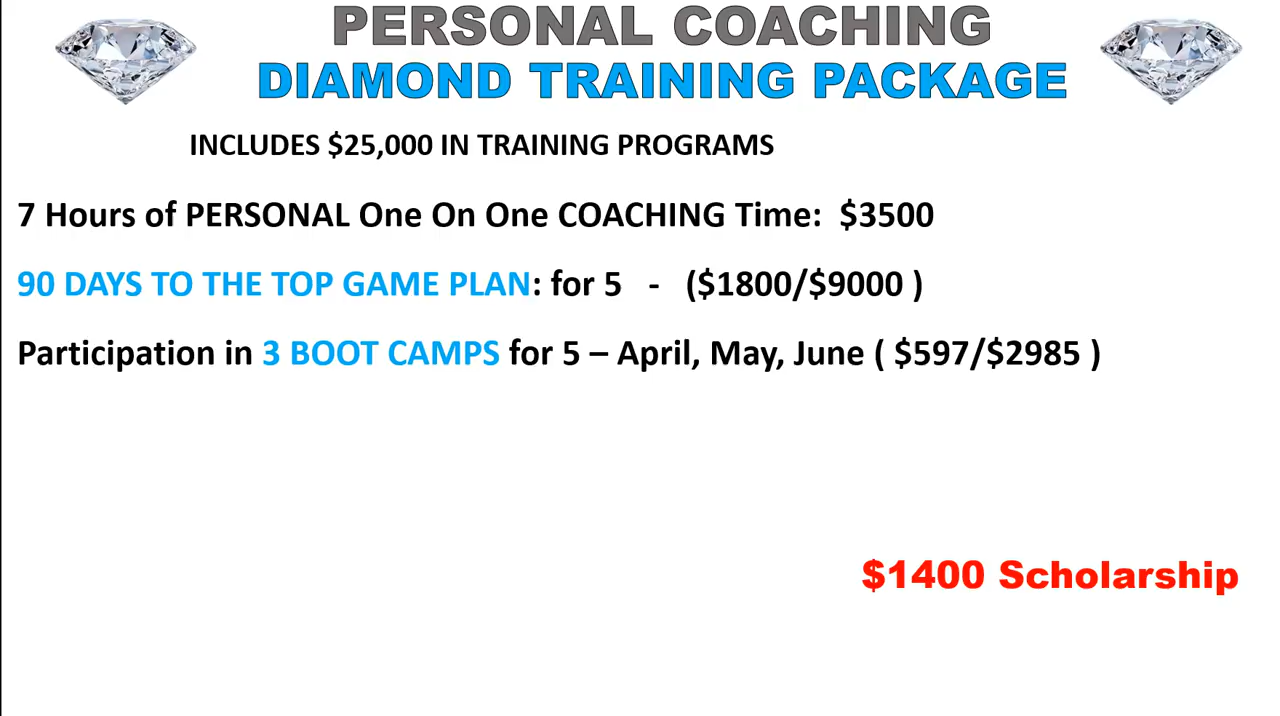 PERSONAL COACHING
DIAMOND TRAINING PACKAGE
INCLUDES $25,000 IN TRAINING PROGRAMS
7 Hours of PERSONAL One On One COACHING Time:  $3500
90 DAYS TO THE TOP GAME PLAN: for 5  -  ($1800/$9000 )
Participation in 3 BOOT CAMPS for 5 – April, May, June ( $597/$2985 )
$1400 Scholarship